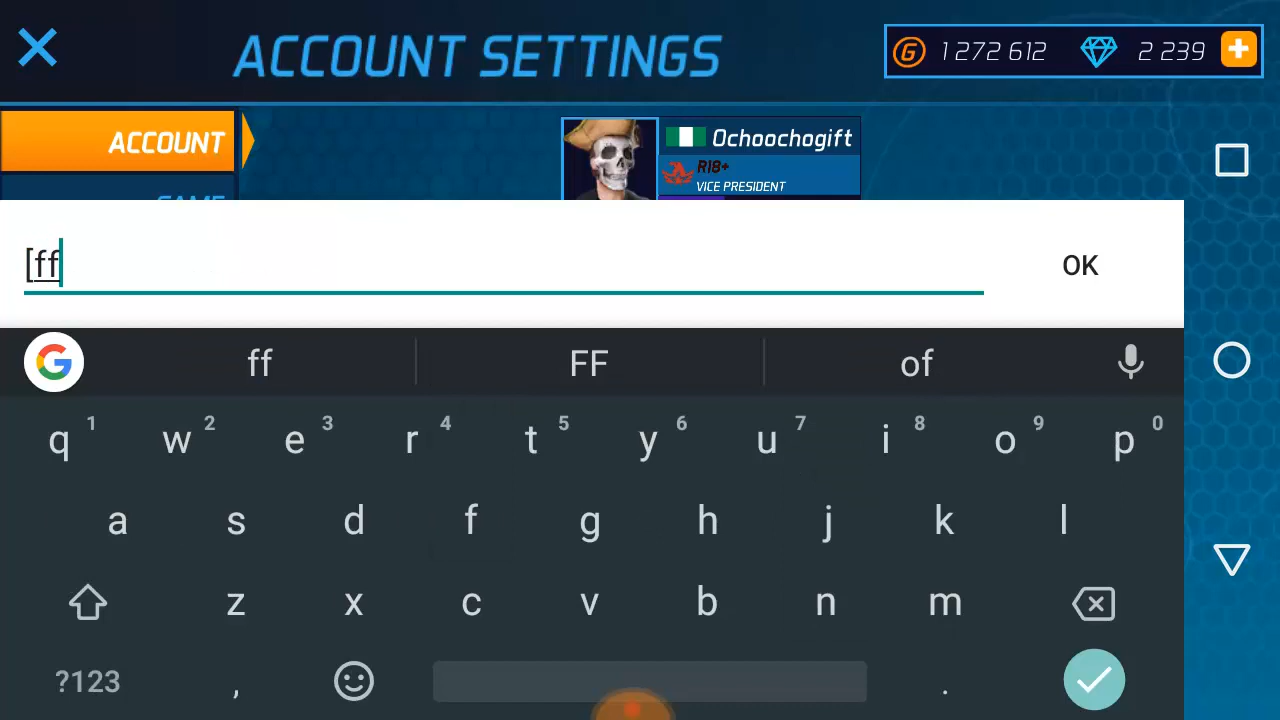 ACCOUNT SETTINGS
G 1 272 612 2 239 +
ACCOUNT
Ochoochogift
R18+
VICE PRESIDENT
GAME
[ff
OK
G ff FF of
q 1 w 2 e 3 r 4 t 5 y 6 u 7 i 8 o 9 p 0
a s d f g h j k l
z x c v b n m
?123 , .